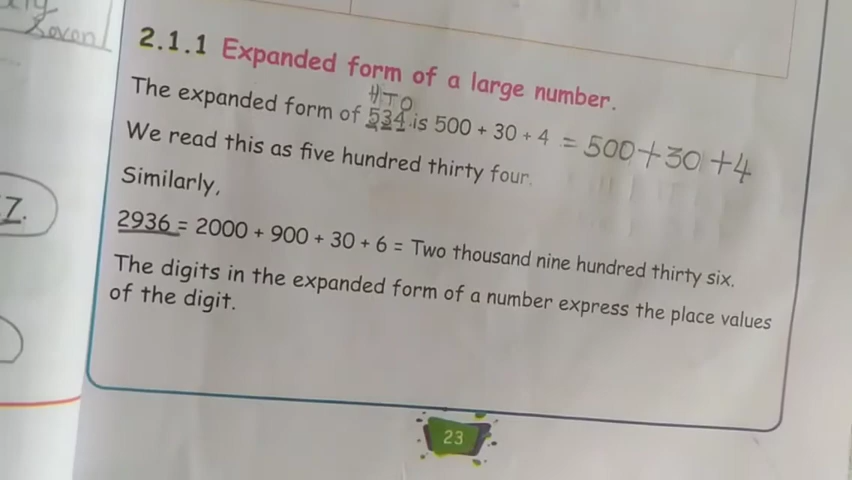 Seven
7.
2.1.1 Expanded form of a large number.
H T O
The expanded form of 534 is 500 + 30 + 4 = 500 + 30 + 4
We read this as five hundred thirty four.
Similarly,
2936 = 2000 + 900 + 30 + 6 = Two thousand nine hundred thirty six.
The digits in the expanded form of a number express the place values
of the digit.
23